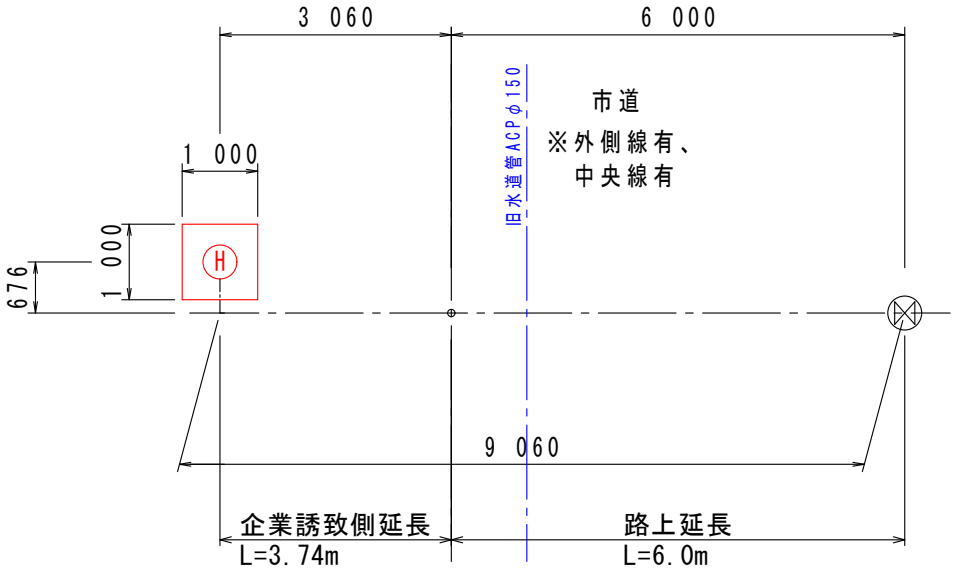 3 060
6 000
旧水道管ACPφ150
市道
※外側線有、
中央線有
1 000
1 000
H
676
9 060
企業誘致側延長
L=3.74m
路上延長
L=6.0m